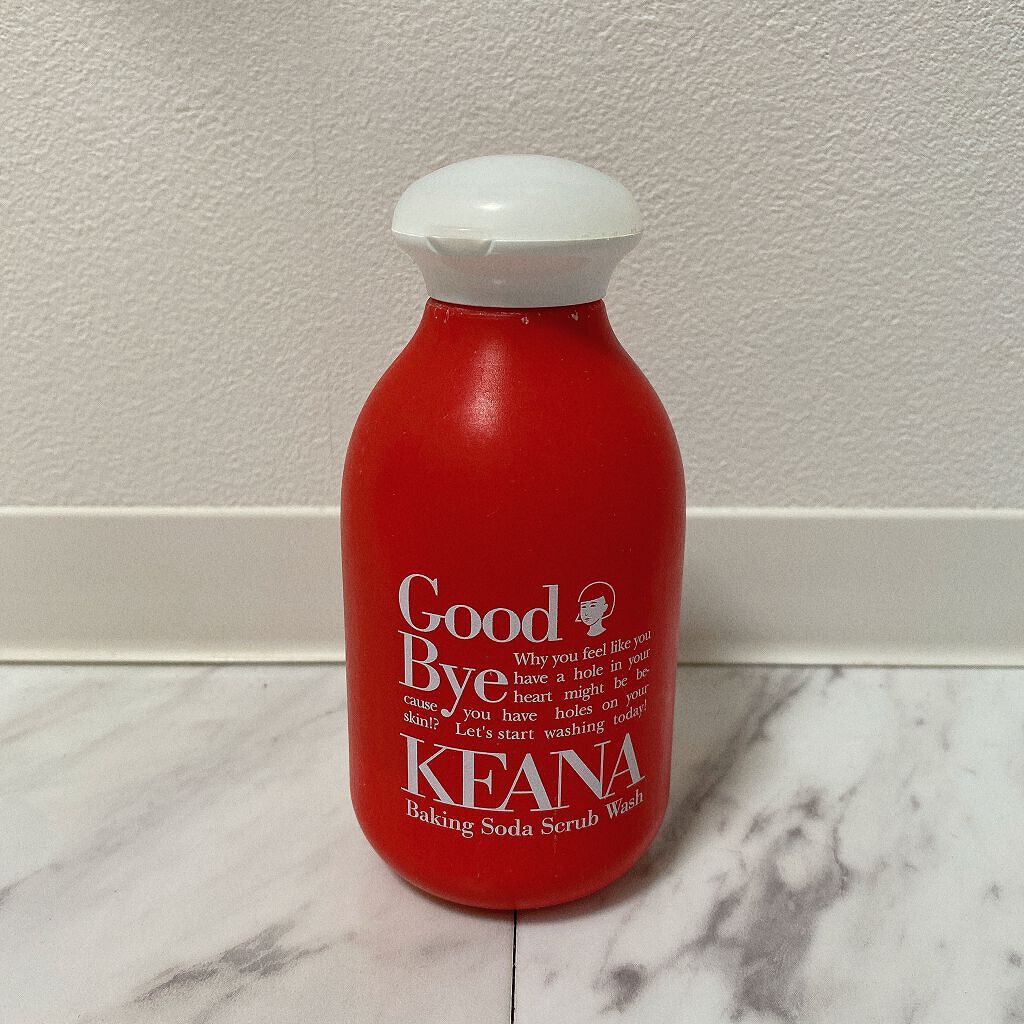 Good
Bye
Why you feel like you
have a hole in your
heart might be be-
cause you have holes on your
skin!? Let's start washing today!
KEANA
Baking Soda Scrub Wash